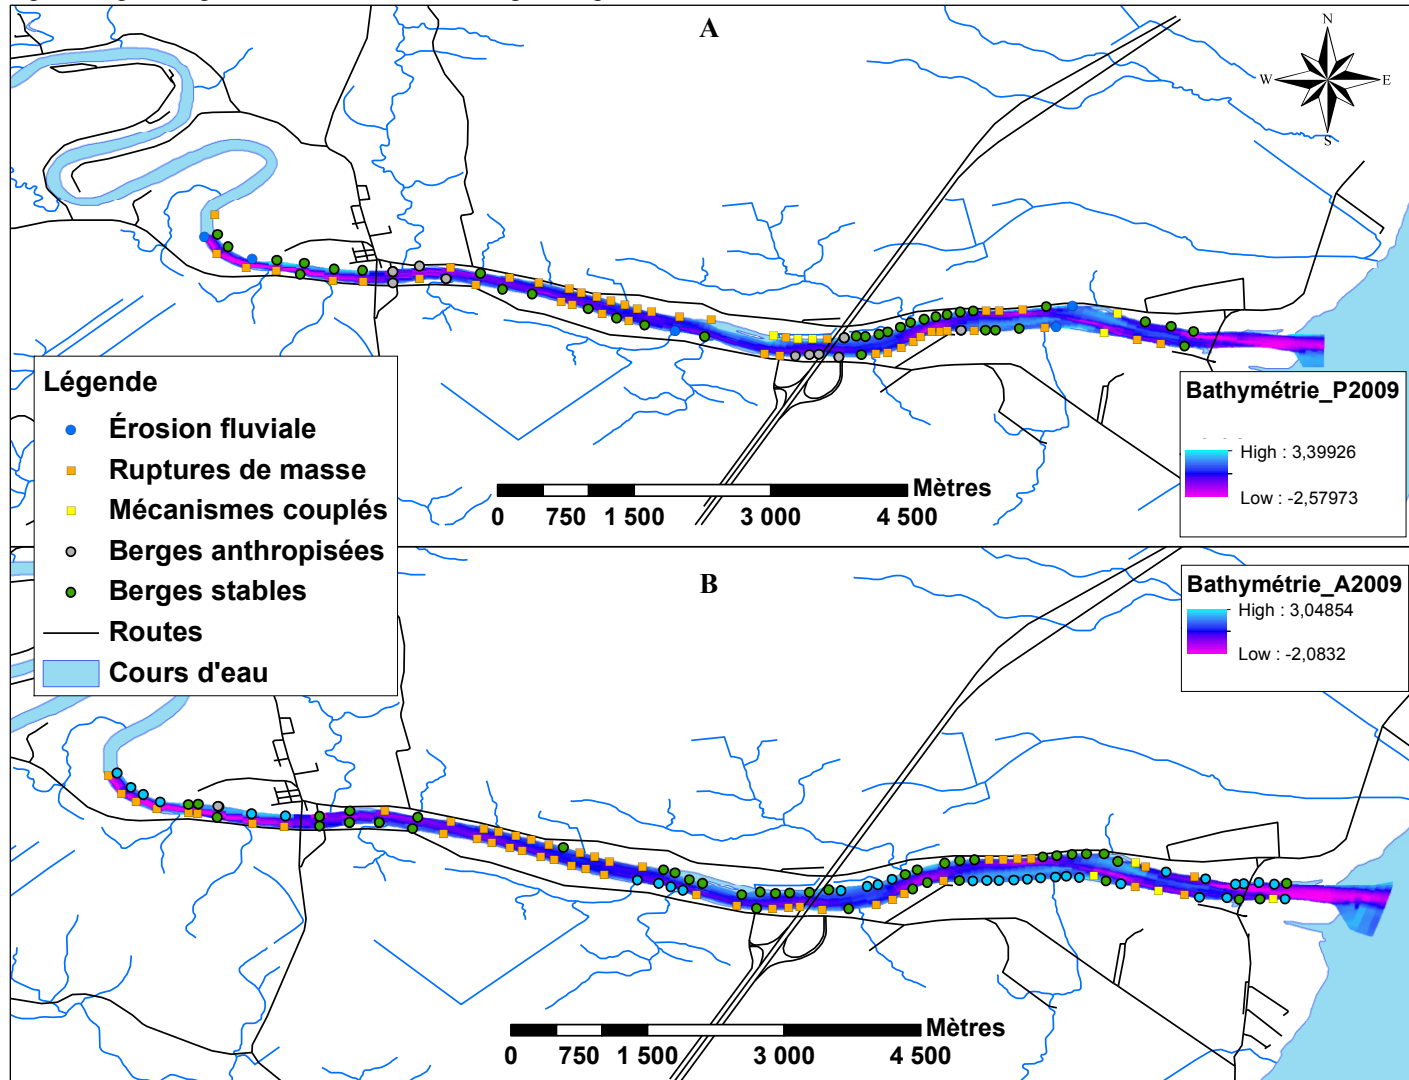 A
N
W
E
S
Légende
Érosion fluviale
Ruptures de masse
Mécanismes couplés
Berges anthropisées
Berges stables
Routes
Cours d'eau
Bathymétrie_P2009
High : 3,39926
Low : -2,57973
Mètres
0 750 1 500 3 000 4 500
B
Bathymétrie_A2009
High : 3,04854
Low : -2,0832
Mètres
0 750 1 500 3 000 4 500